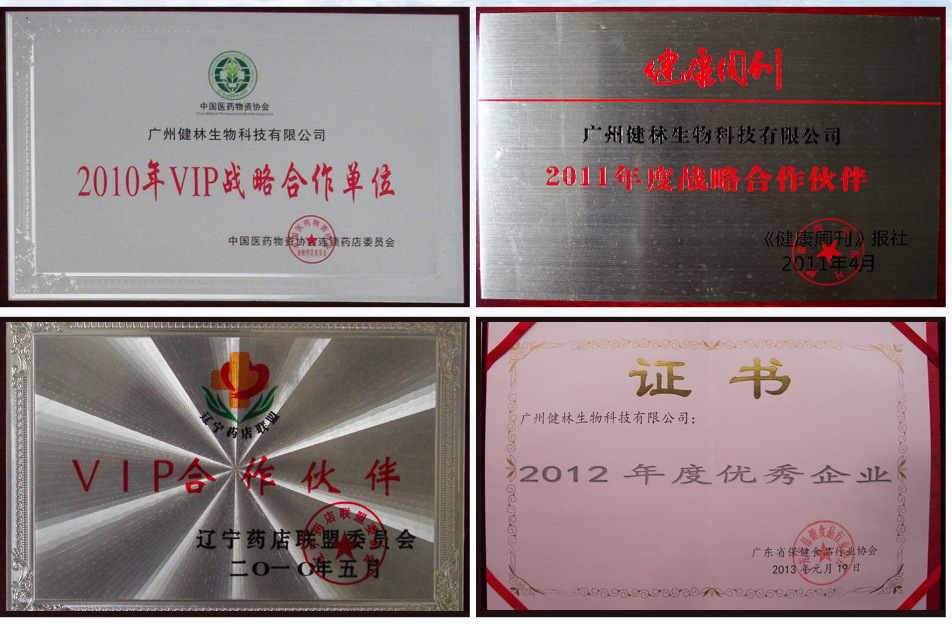 中国医药物资协会
广州健林生物科技有限公司
2010年VIP战略合作单位
中国医药物资协会连锁药店委员会
健康周刊
广州健林生物科技有限公司
2011年度战略合作伙伴
《健康周刊》报社
2011年4月
辽宁药店联盟
VIP合作伙伴
辽宁药店联盟委员会
二〇一〇年五月
证书
广州健林生物科技有限公司:
2012年度优秀企业
广东省保健食品行业协会
2013年元月19日